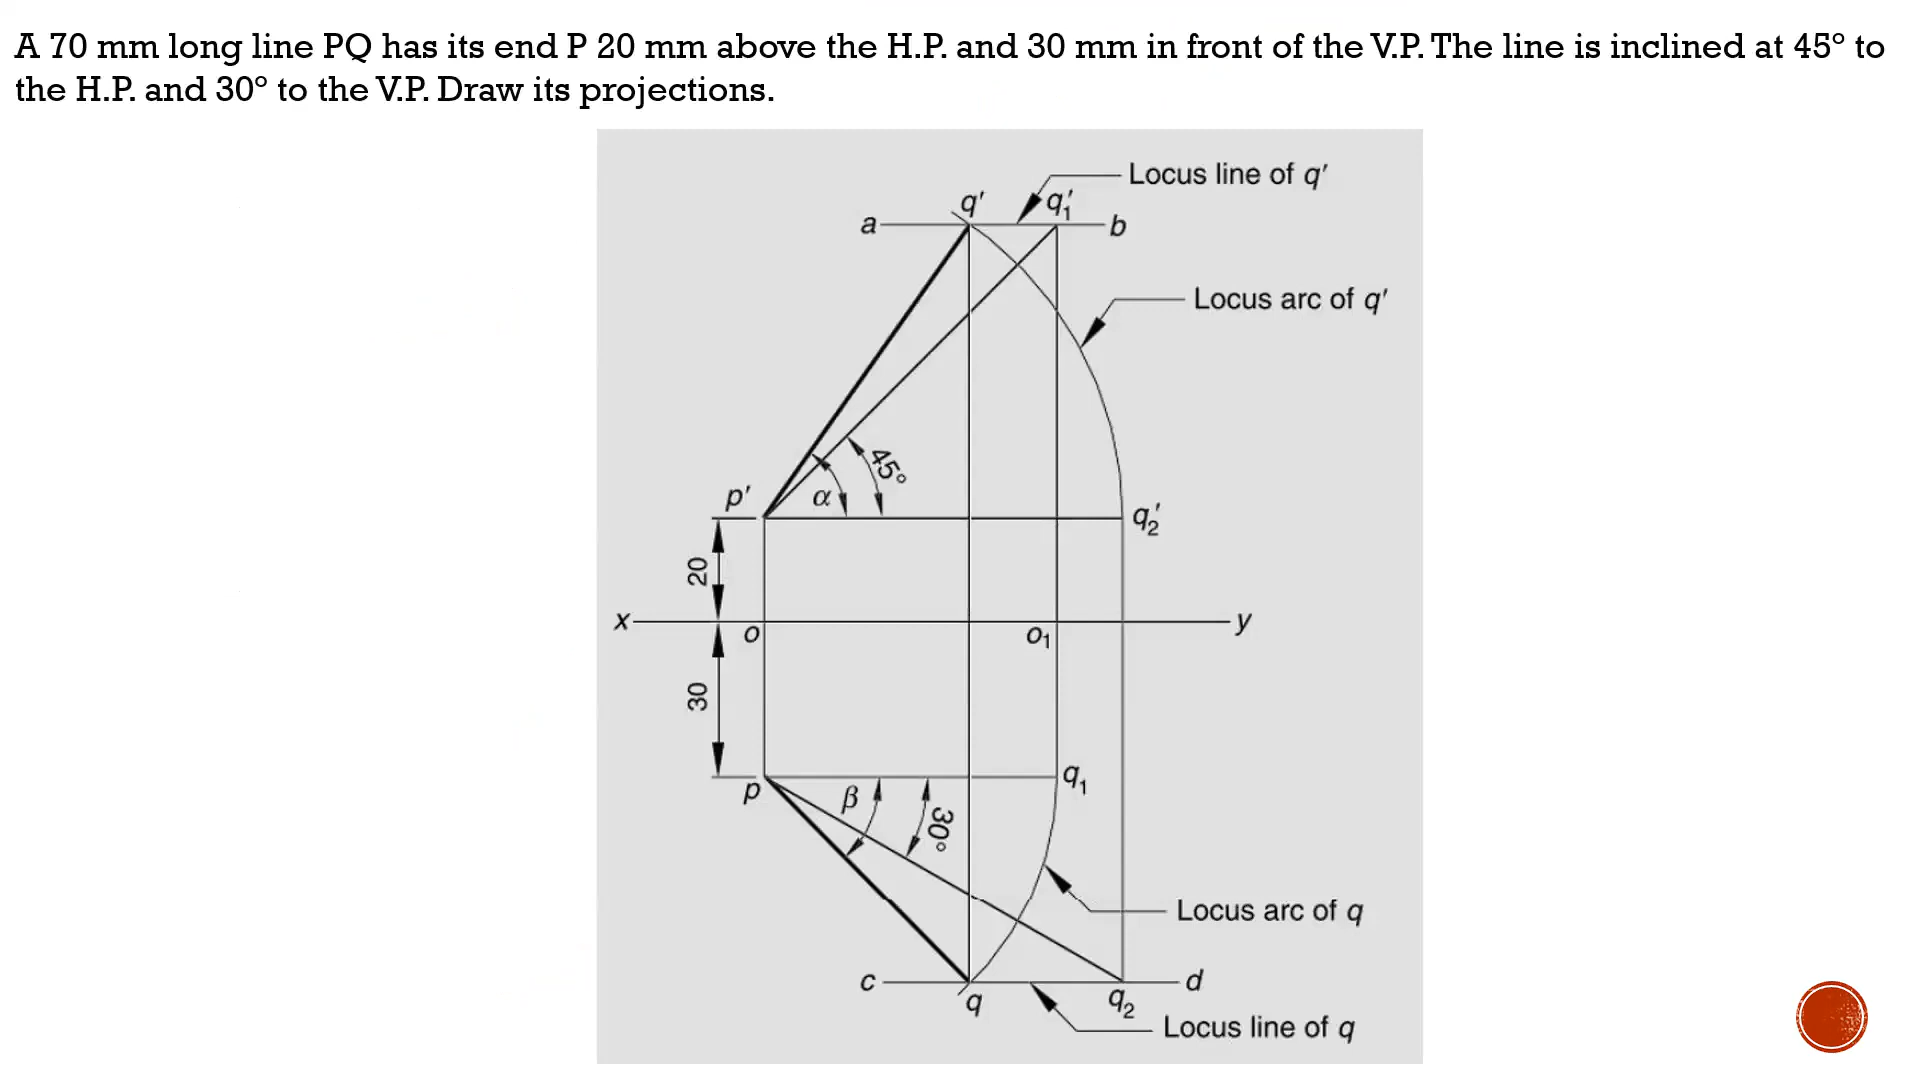 A 70 mm long line PQ has its end P 20 mm above the H.P. and 30 mm in front of the V.P. The line is inclined at 45° to
the H.P. and 30° to the V.P. Draw its projections.
Locus line of q′
q′
q₁′
a
b
Locus arc of q′
45°
p′
α
q₂′
20
x
o
o₁
y
30
p
β
30°
q₁
Locus arc of q
c
d
q
q₂
Locus line of q